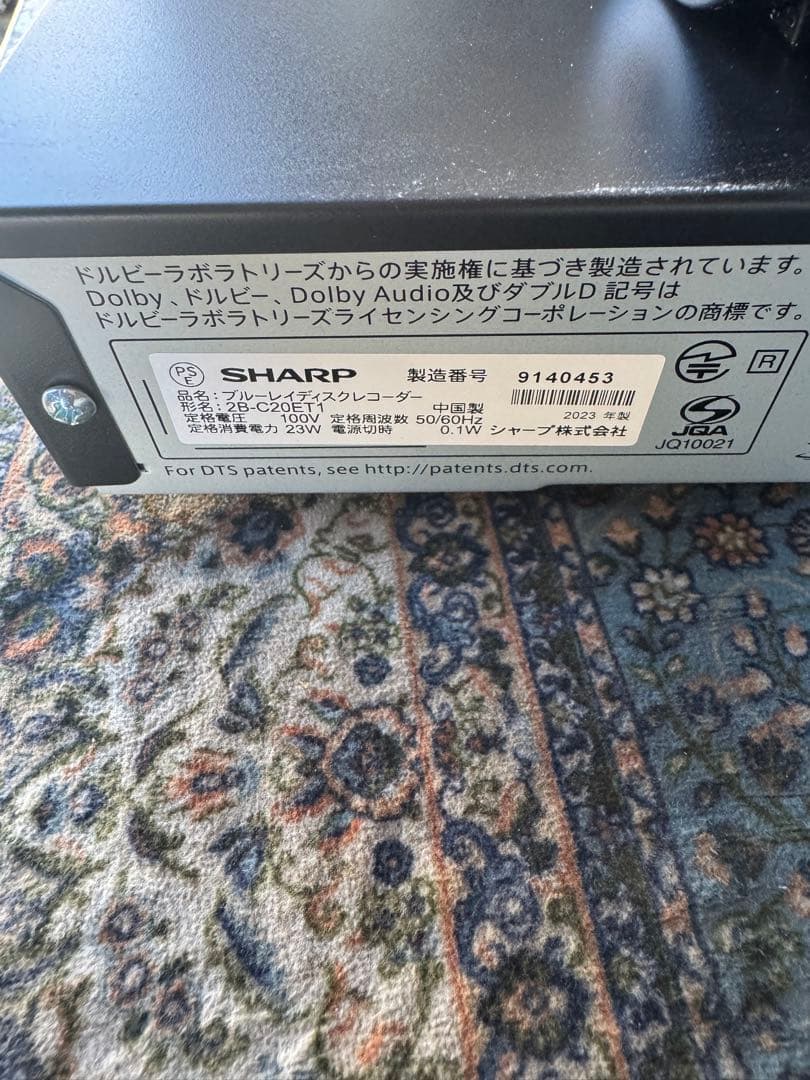 ドルビーラボラトリーズからの実施権に基づき製造されています。
Dolby、ドルビー、Dolby Audio及びダブルD 記号は
ドルビーラボラトリーズライセンシングコーポレーションの商標です。
PSE SHARP 製造番号 9140453
品名:ブルーレイディスクレコーダー
形名:2B-C20ET1 中国製 2023 年製
定格電圧 100V 定格周波数 50/60Hz
定格消費電力 23W 電源切時 0.1W シャープ株式会社
R
JQA
JQ10021
For DTS patents, see http://patents.dts.com.